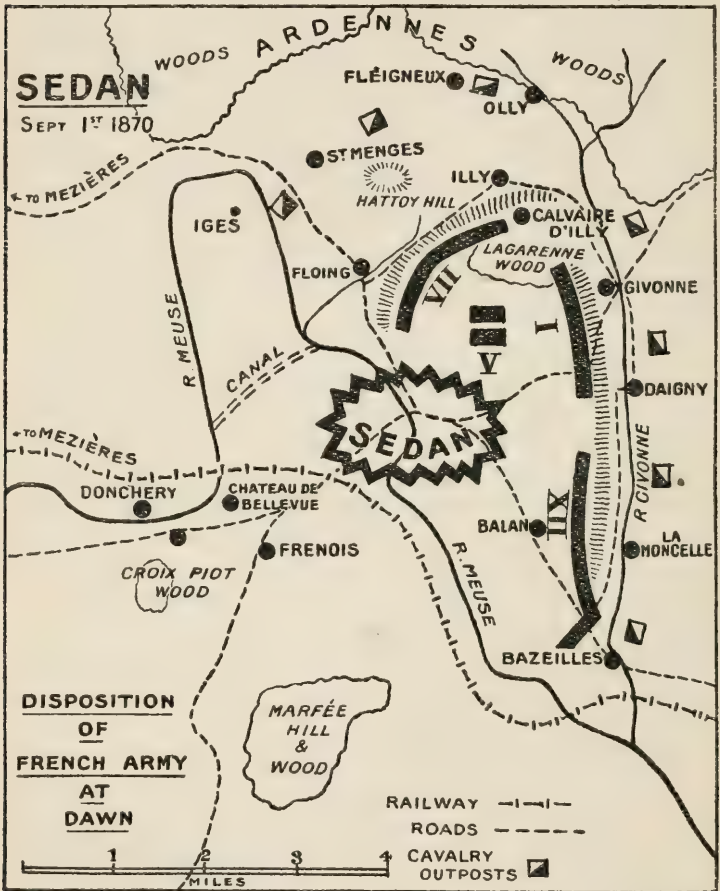 WOODS
ARDENNES
WOODS
SEDAN
SEPT 1ST 1870
FLÉIGNEUX
OLLY
ST MENGES
TO MEZIÈRES
HATTOY HILL
ILLY
CALVAIRE
D'ILLY
IGES
LAGARENNE
WOOD
FLOING
VII
GIVONNE
I
R. MEUSE
V
CANAL
DAIGNY
SEDAN
TO MEZIÈRES
DONCHERY
CHATEAU DE
BELLEVUE
BALAN
XII
R GIVONNE
LA
MONCELLE
FRENOIS
CROIX PIOT
WOOD
R. MEUSE
BAZEILLES
DISPOSITION
OF
FRENCH ARMY
AT
DAWN
MARFÉE
HILL
&
WOOD
RAILWAY
ROADS
CAVALRY
OUTPOSTS
1 2 3 4
MILES